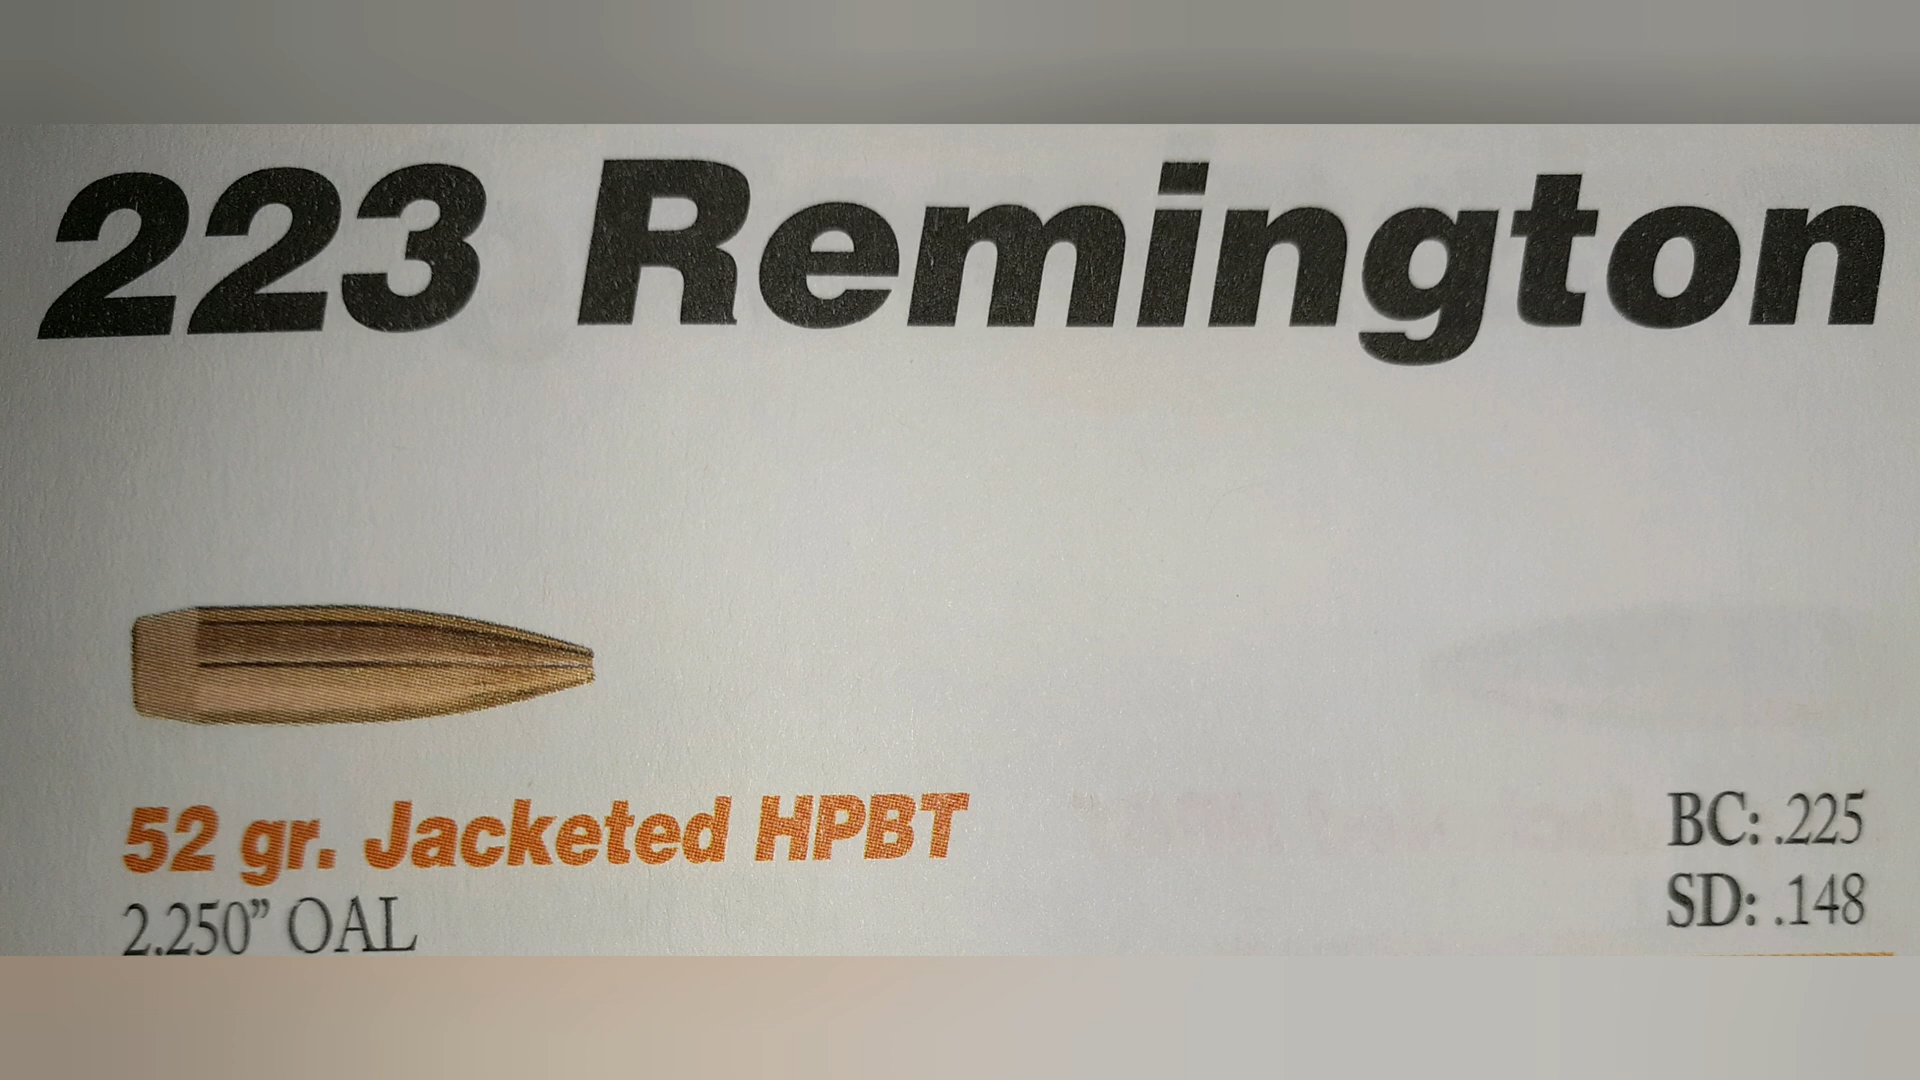 223 Remington
52 gr. Jacketed HPBT
BC: .225
2.250” OAL
SD: .148